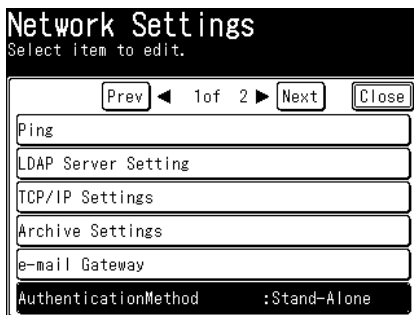 Network Settings
Select item to edit.
Prev ◀ 1of 2 ▶ Next Close
Ping
LDAP Server Setting
TCP/IP Settings
Archive Settings
e-mail Gateway
AuthenticationMethod :Stand-Alone